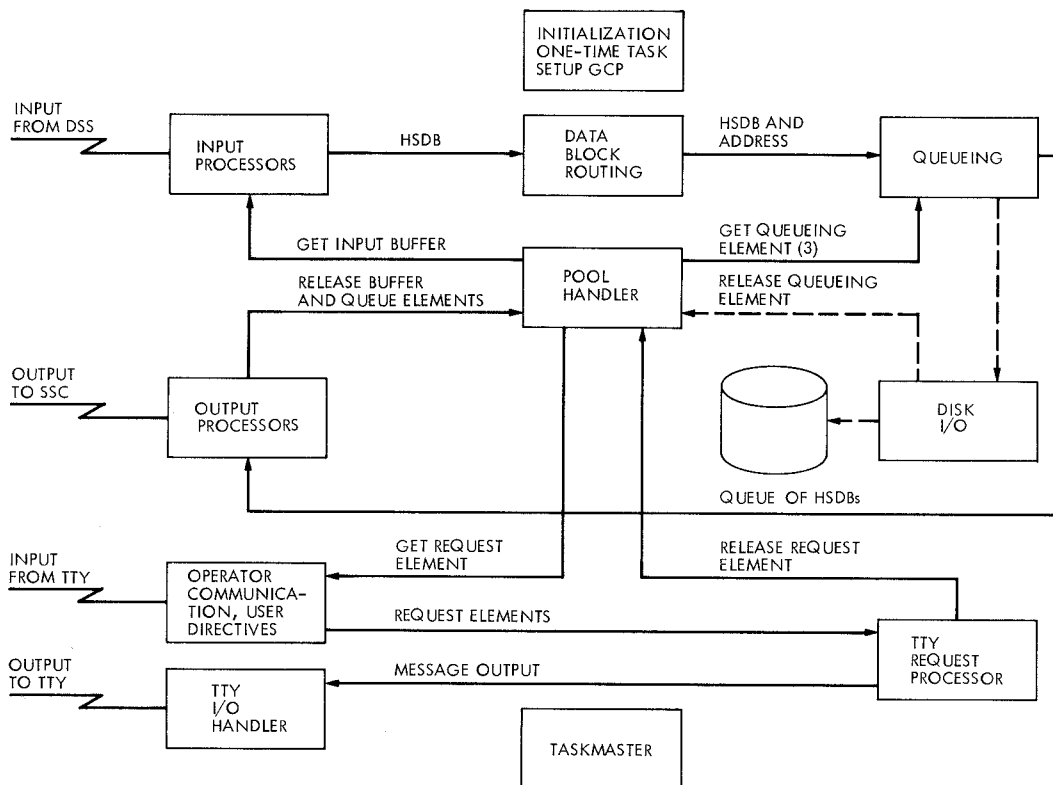 INITIALIZATION
ONE-TIME TASK
SETUP GCP
INPUT
FROM DSS
INPUT
PROCESSORS
HSDB
DATA
BLOCK
ROUTING
HSDB AND
ADDRESS
QUEUEING
GET INPUT BUFFER
RELEASE BUFFER
AND QUEUE ELEMENTS
POOL
HANDLER
GET QUEUEING
ELEMENT (3)
RELEASE QUEUEING
ELEMENT
OUTPUT
TO SSC
OUTPUT
PROCESSORS
DISK
I/O
QUEUE OF HSDBs
INPUT
FROM TTY
OPERATOR
COMMUNICA-
TION, USER
DIRECTIVES
GET REQUEST
ELEMENT
RELEASE REQUEST
ELEMENT
REQUEST ELEMENTS
TTY
REQUEST
PROCESSOR
OUTPUT
TO TTY
TTY
I/O
HANDLER
MESSAGE OUTPUT
TASKMASTER